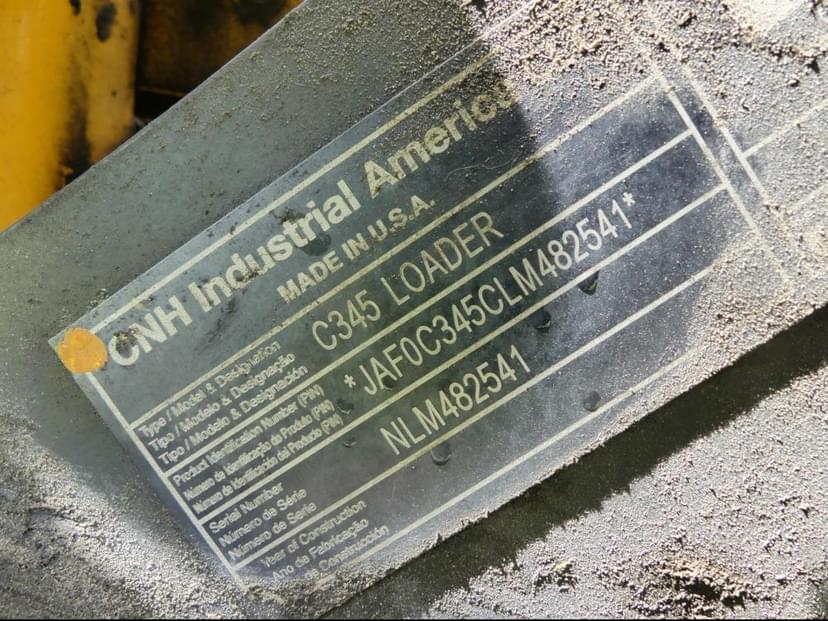 CNH Industrial America
MADE IN U.S.A.
Type / Model & Designation
Tipo / Modelo & Designação
Tipo / Modelo & Designación
C345 LOADER
Product Identification Number (PIN)
Número de Identificação do Produto (PIN)
Número de Identificación del Producto (PIN)
*JAF0C345CLM482541*
Serial Number
Número de Série
Número de Serie
NLM482541
Year of Construction
Ano de Fabricação
de Construcción